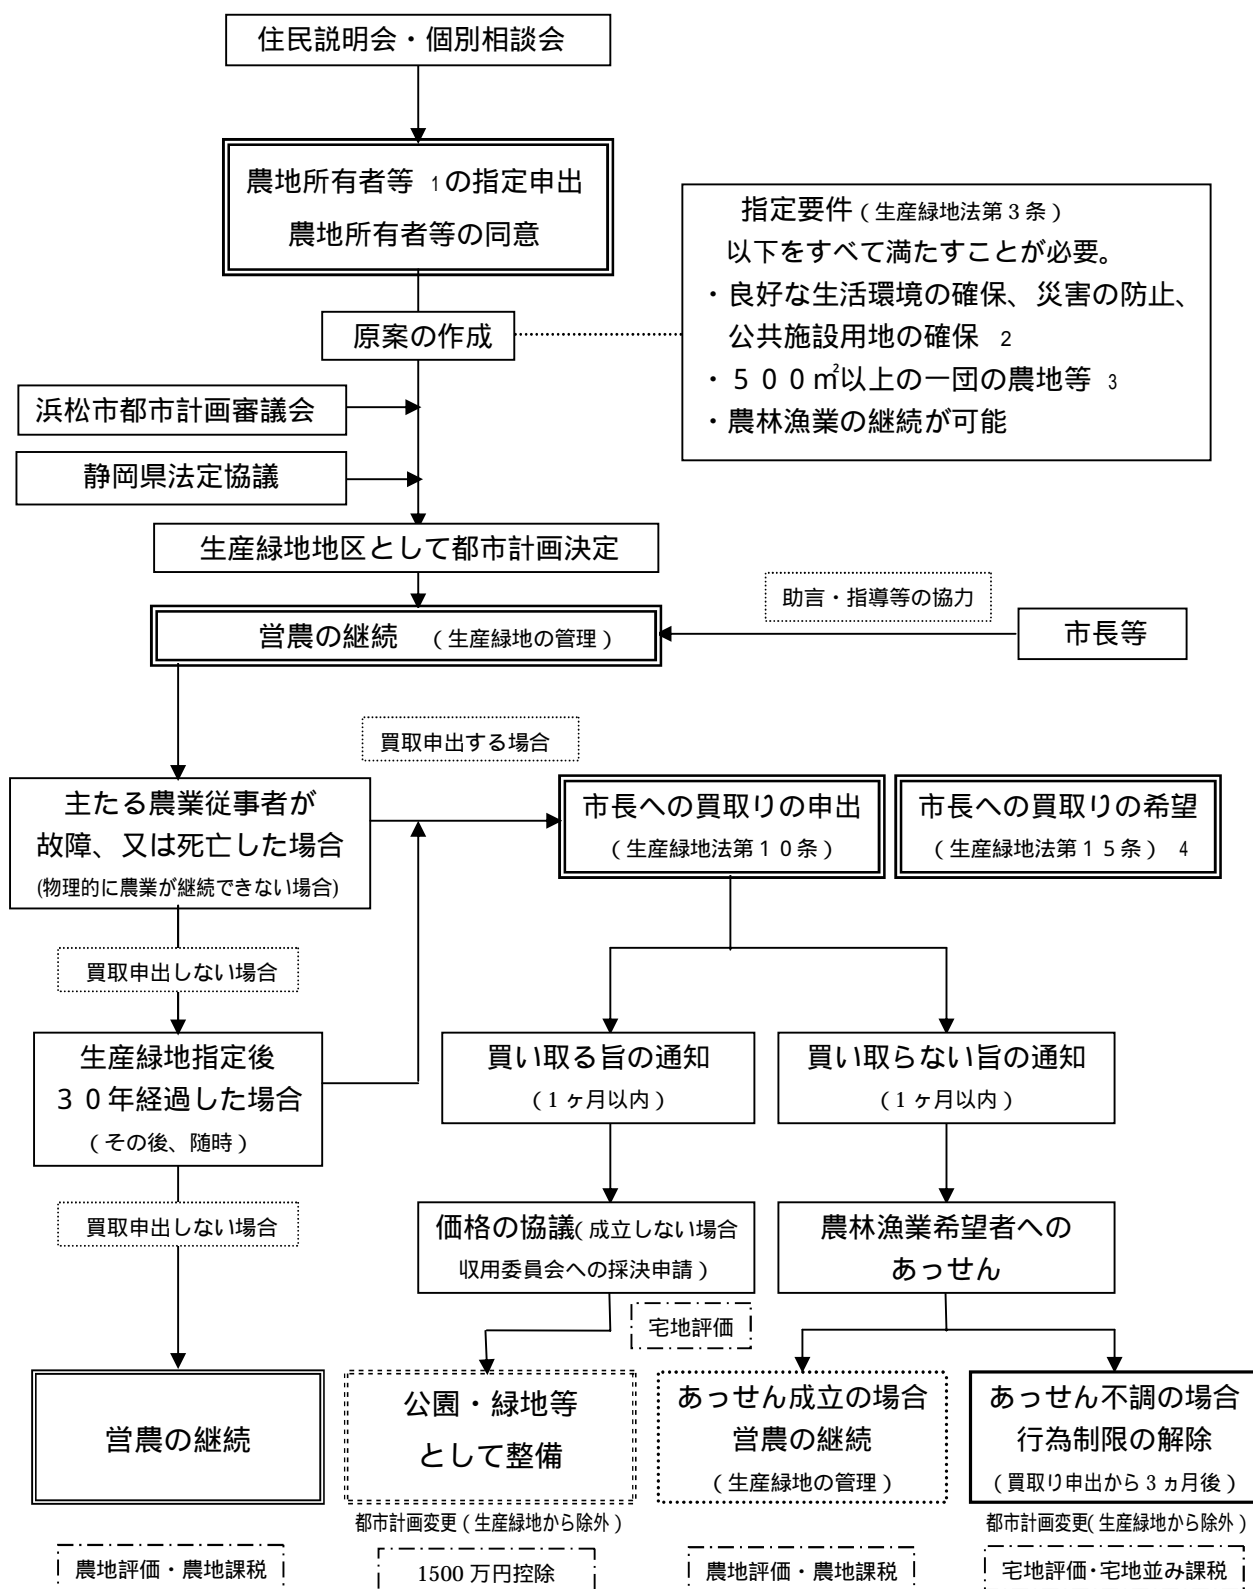 住民説明会・個別相談会
農地所有者等 1の指定申出
農地所有者等の同意
指定要件（生産緑地法第３条）
以下をすべて満たすことが必要。
・良好な生活環境の確保、災害の防止、
公共施設用地の確保 2
・５００㎡以上の一団の農地等 3
・農林漁業の継続が可能
原案の作成
浜松市都市計画審議会
静岡県法定協議
生産緑地地区として都市計画決定
助言・指導等の協力
営農の継続 （生産緑地の管理）
市長等
買取申出する場合
主たる農業従事者が
故障、又は死亡した場合
(物理的に農業が継続できない場合)
市長への買取りの申出
（生産緑地法第１０条）
市長への買取りの希望
（生産緑地法第１５条） 4
買取申出しない場合
生産緑地指定後
３０年経過した場合
（その後、随時）
買い取る旨の通知
（1 ヶ月以内）
買い取らない旨の通知
（1 ヶ月以内）
買取申出しない場合
価格の協議（成立しない場合
収用委員会への採決申請）
農林漁業希望者への
あっせん
宅地評価
営農の継続
公園・緑地等
として整備
あっせん成立の場合
営農の継続
（生産緑地の管理）
あっせん不調の場合
行為制限の解除
（買取り申出から 3 ヵ月後）
都市計画変更（生産緑地から除外）
都市計画変更（生産緑地から除外）
農地評価・農地課税
1500 万円控除
農地評価・農地課税
宅地評価・宅地並み課税